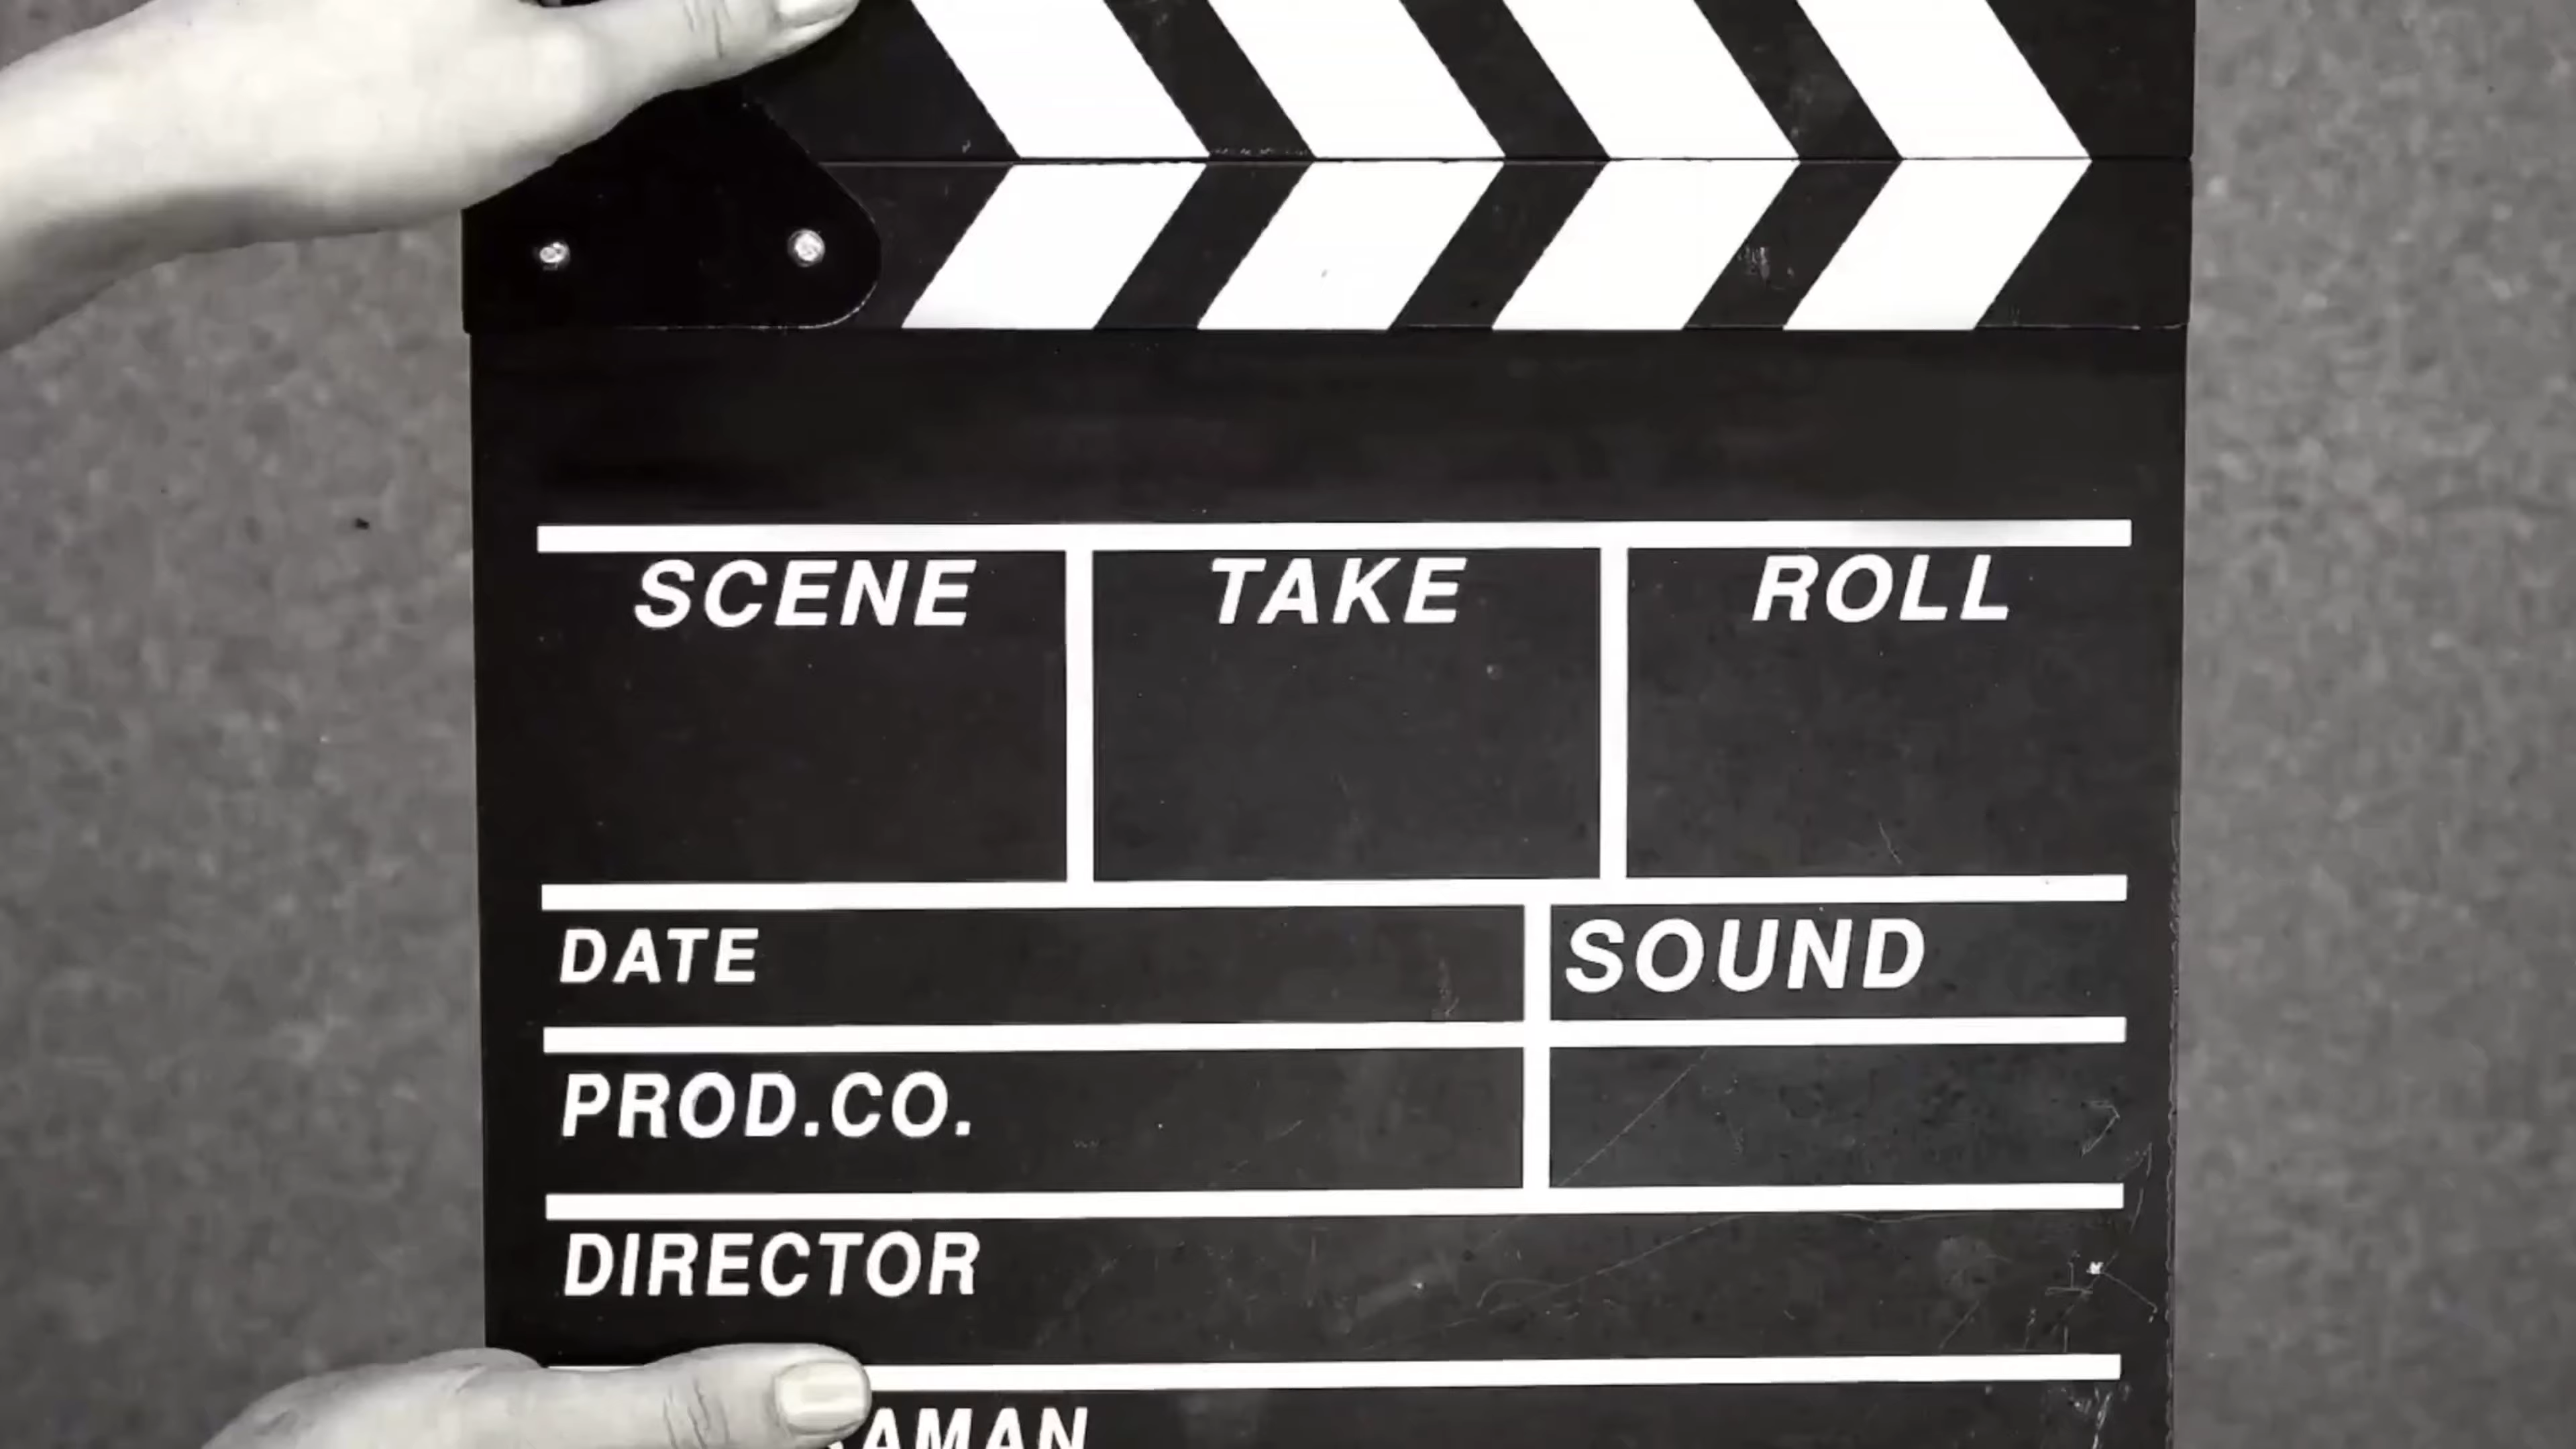 SCENE TAKE ROLL
DATE SOUND
PROD.CO.
DIRECTOR